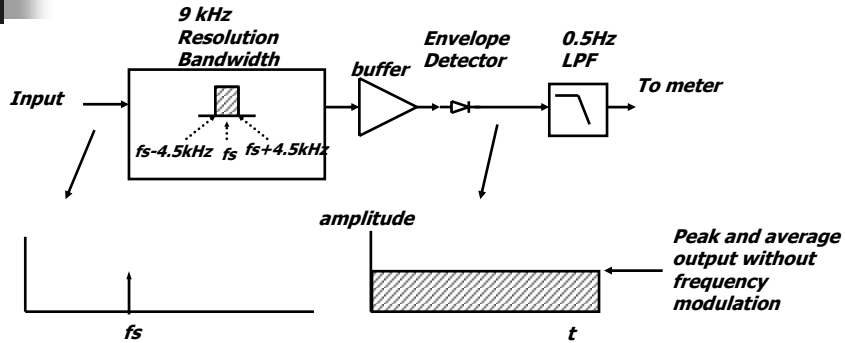 9 kHz
Resolution
Bandwidth
Envelope
Detector
0.5Hz
LPF
buffer
Input
To meter
fs-4.5kHz
fs
fs+4.5kHz
amplitude
Peak and average
output without
frequency
modulation
fs
t